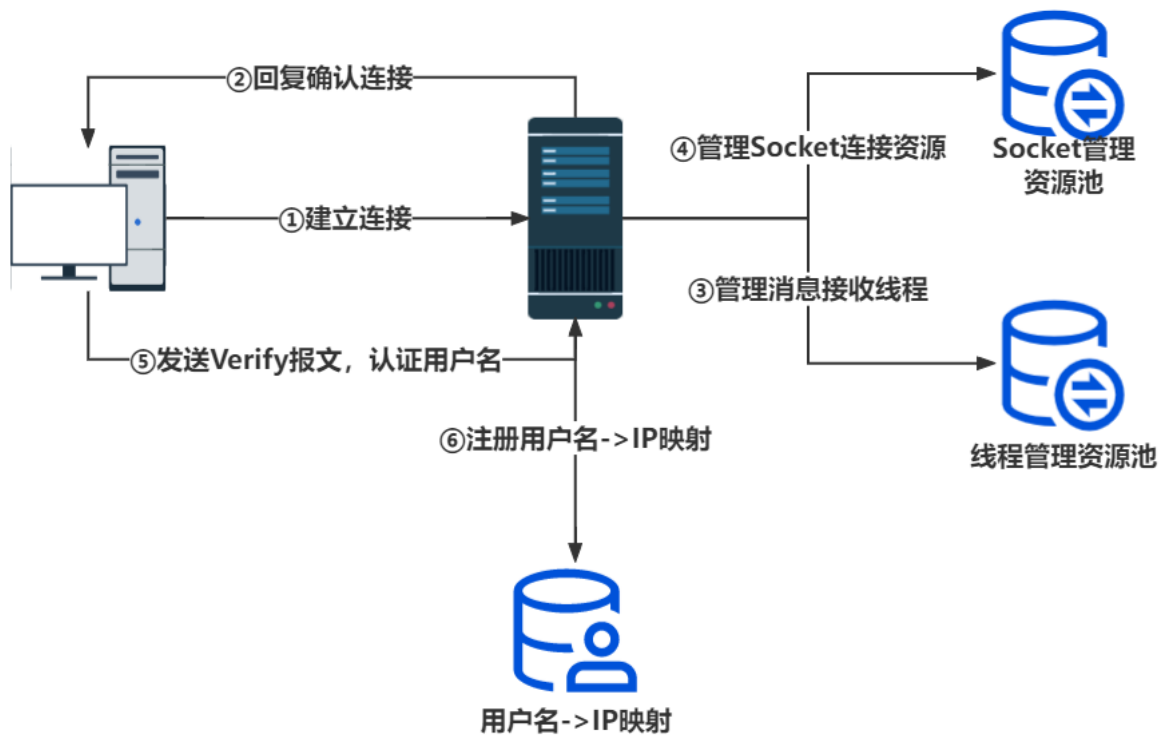 ②回复确认连接
④管理Socket连接资源
Socket管理
资源池
①建立连接
③管理消息接收线程
⑤发送Verify报文，认证用户名
⑥注册用户名->IP映射
线程管理资源池
用户名->IP映射